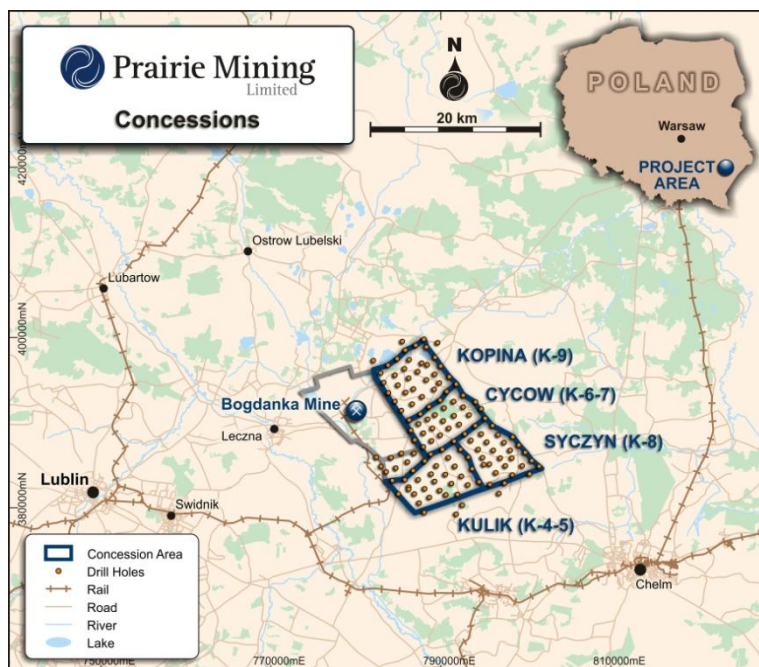 Prairie Mining
Limited
Concessions
N
20 km
POLAND
Warsaw
PROJECT
AREA
420000mN
Ostrow Lubelski
Lubartow
400000mN
KOPINA (K-9)
CYCOW (K-6-7)
Bogdanka Mine
Leczna
SYCZYN (K-8)
Lublin
380000mN
Swidnik
KULIK (K-4-5)
Chelm
Concession Area
Drill Holes
Rail
Road
River
Lake
750000mE
770000mE
790000mE
810000mE